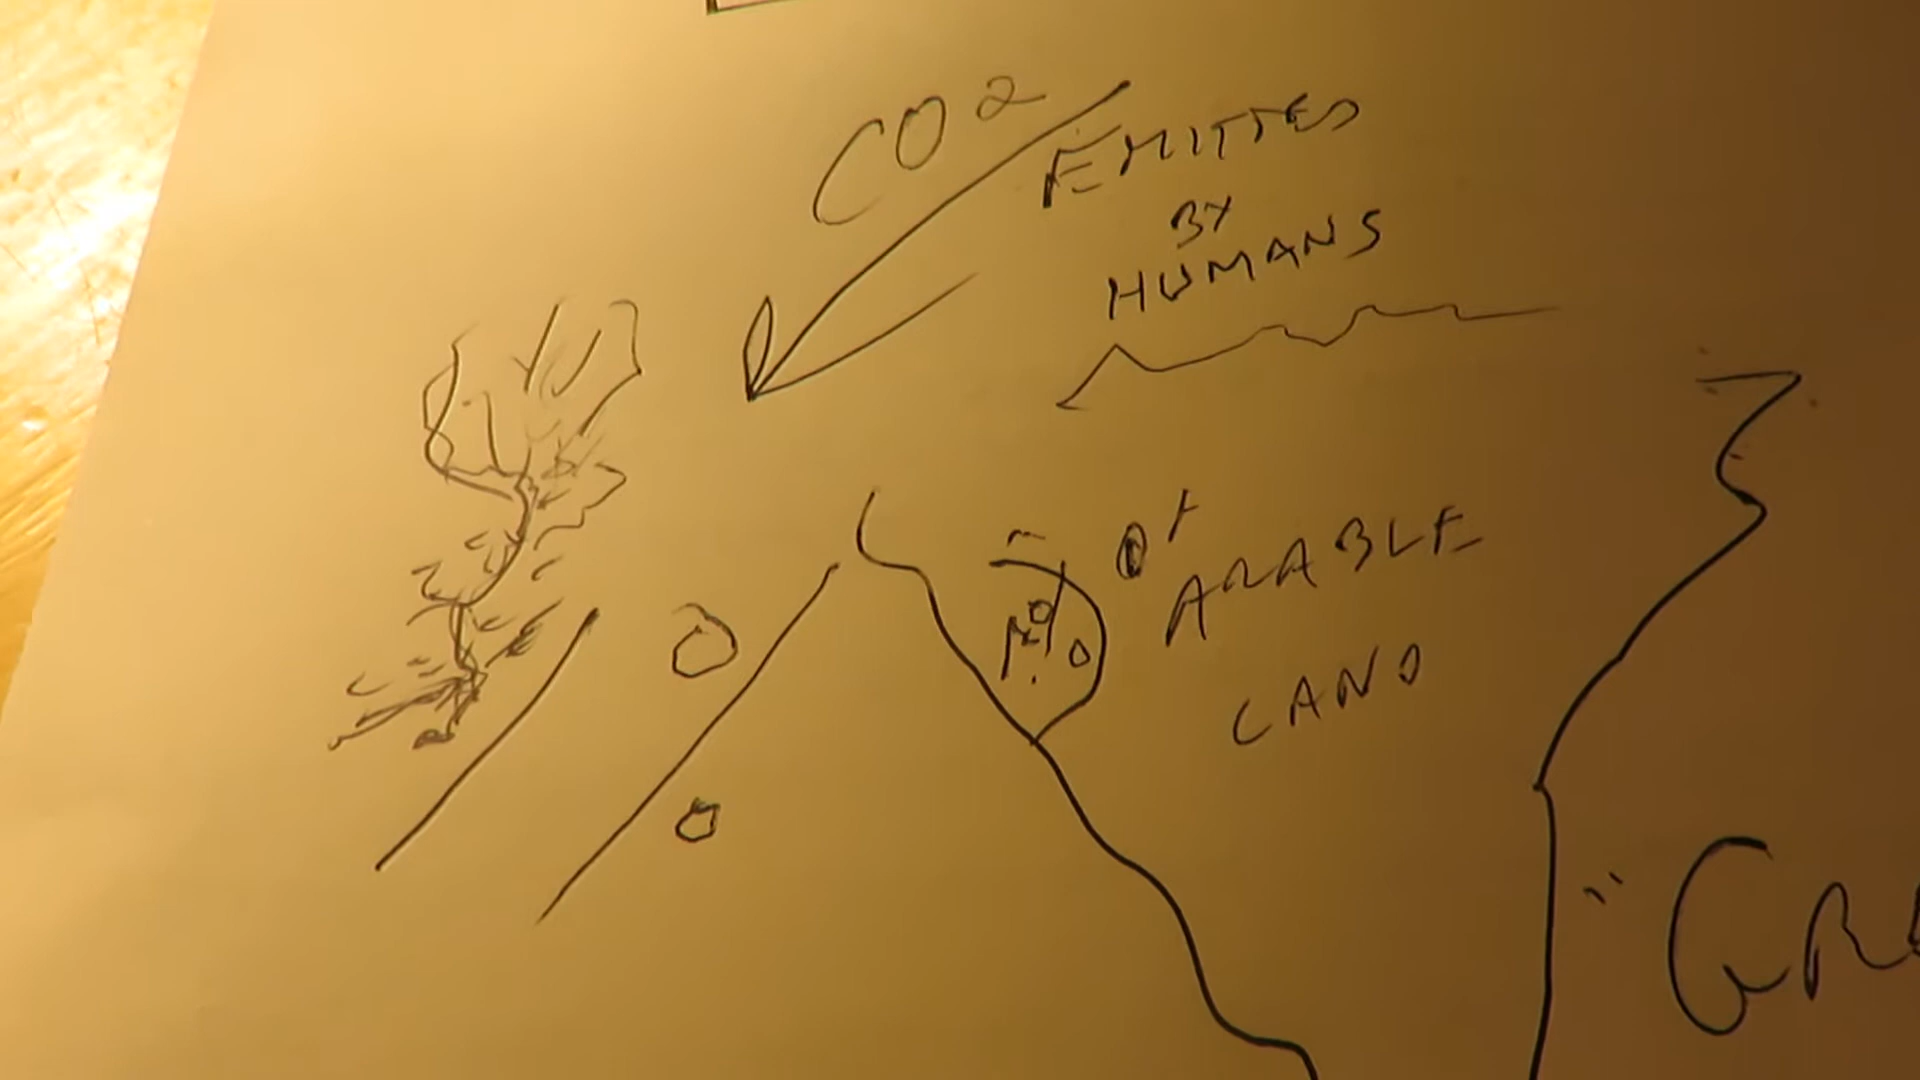 CO2
EMITTED
BY
HUMANS
OF
ARABLE
LAND
"GR